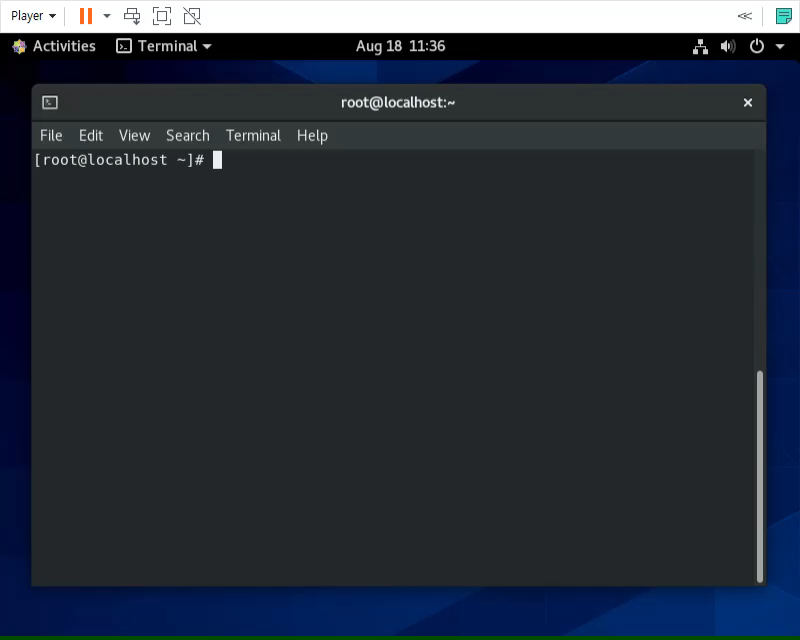 Player
Activities Terminal Aug 18 11:36
root@localhost:~
File Edit View Search Terminal Help
[root@localhost ~]#